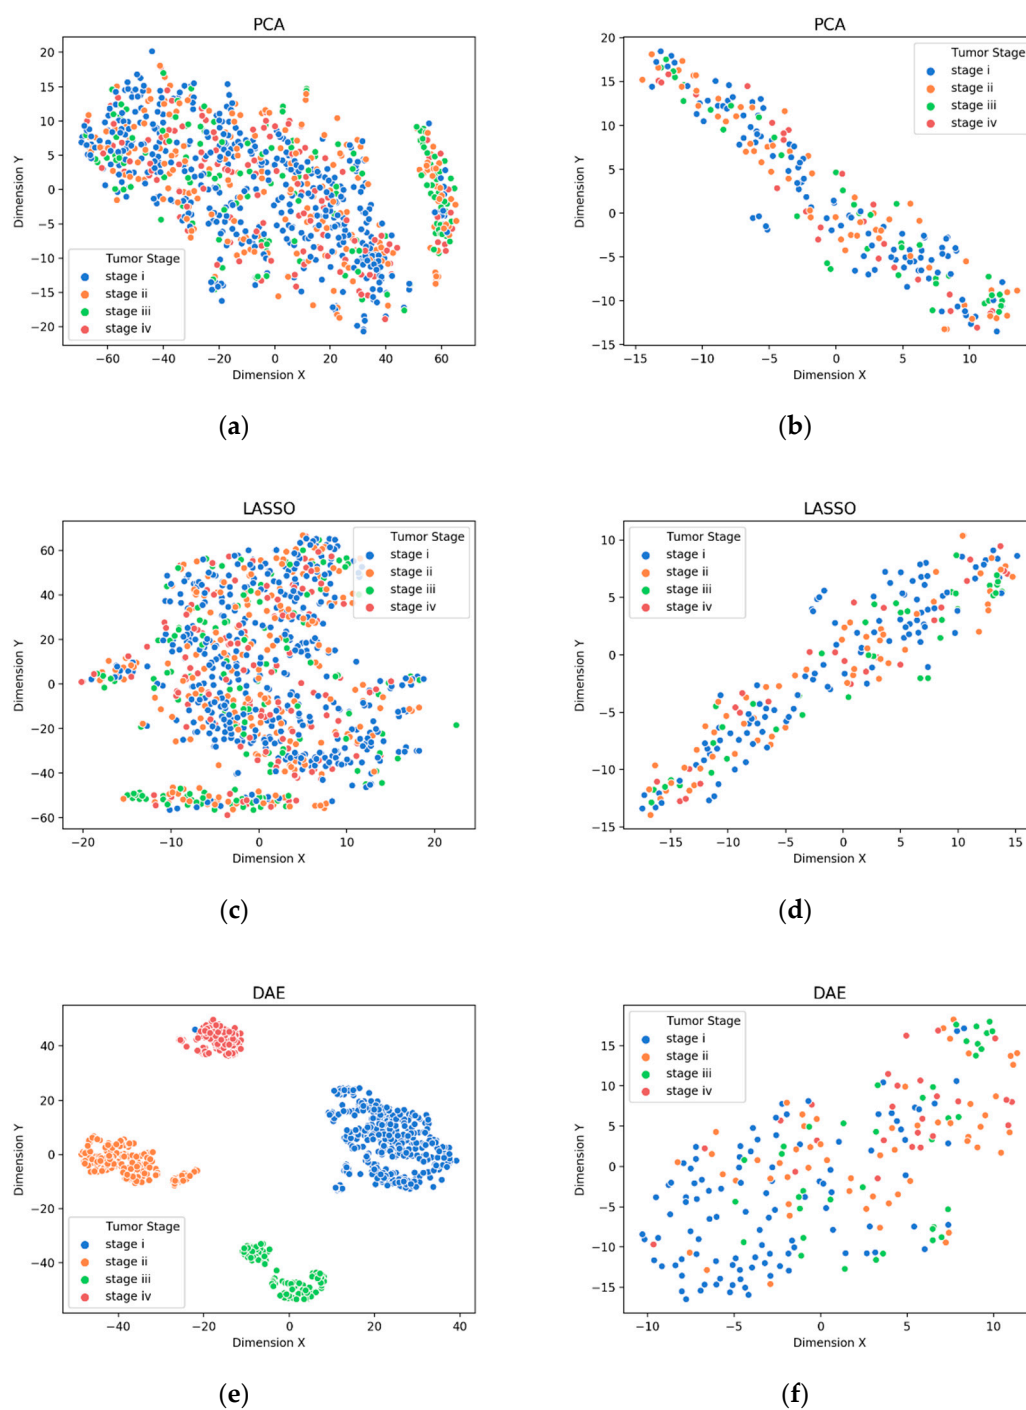 PCA
20
15
10
5
0
−5
−10
−15
−20
Dimension Y
Tumor Stage
stage i
stage ii
stage iii
stage iv
−60 −40 −20 0 20 40 60
Dimension X
(a)
PCA
20
15
10
5
0
−5
−10
−15
Dimension Y
Tumor Stage
stage i
stage ii
stage iii
stage iv
−15 −10 −5 0 5 10
Dimension X
(b)
LASSO
60
40
20
0
−20
−40
−60
Dimension Y
Tumor Stage
stage i
stage ii
stage iii
stage iv
−20 −10 0 10 20
Dimension X
(c)
LASSO
10
5
0
−5
−10
−15
Dimension Y
Tumor Stage
stage i
stage ii
stage iii
stage iv
−15 −10 −5 0 5 10 15
Dimension X
(d)
DAE
40
20
0
−20
−40
Dimension Y
Tumor Stage
stage i
stage ii
stage iii
stage iv
−40 −20 0 20 40
Dimension X
(e)
DAE
15
10
5
0
−5
−10
−15
Dimension Y
Tumor Stage
stage i
stage ii
stage iii
stage iv
−10 −5 0 5 10
Dimension X
(f)